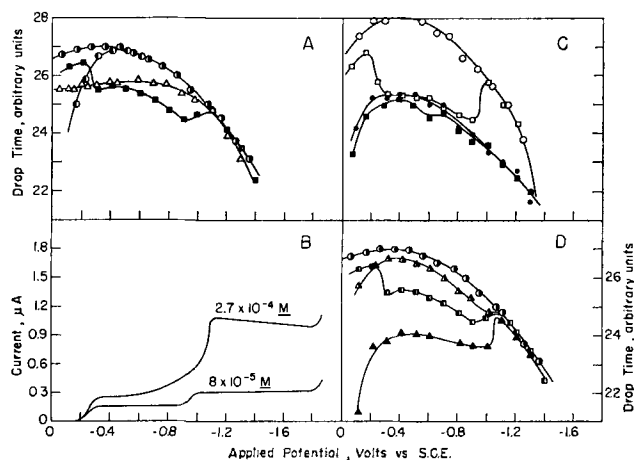 A
28
26
24
22
Drop Time, arbitrary units
C
B
1.8
1.5
1.2
0.9
0.6
0.3
0
Current, μA
2.7 x 10⁻⁴ M
8 x 10⁻⁵ M
-0.4
-0.8
-1.2
-1.6
D
26
24
22
Drop Time, arbitrary units
-0.4
-0.8
-1.2
-1.6
Applied Potential, Volts vs S.C.E.